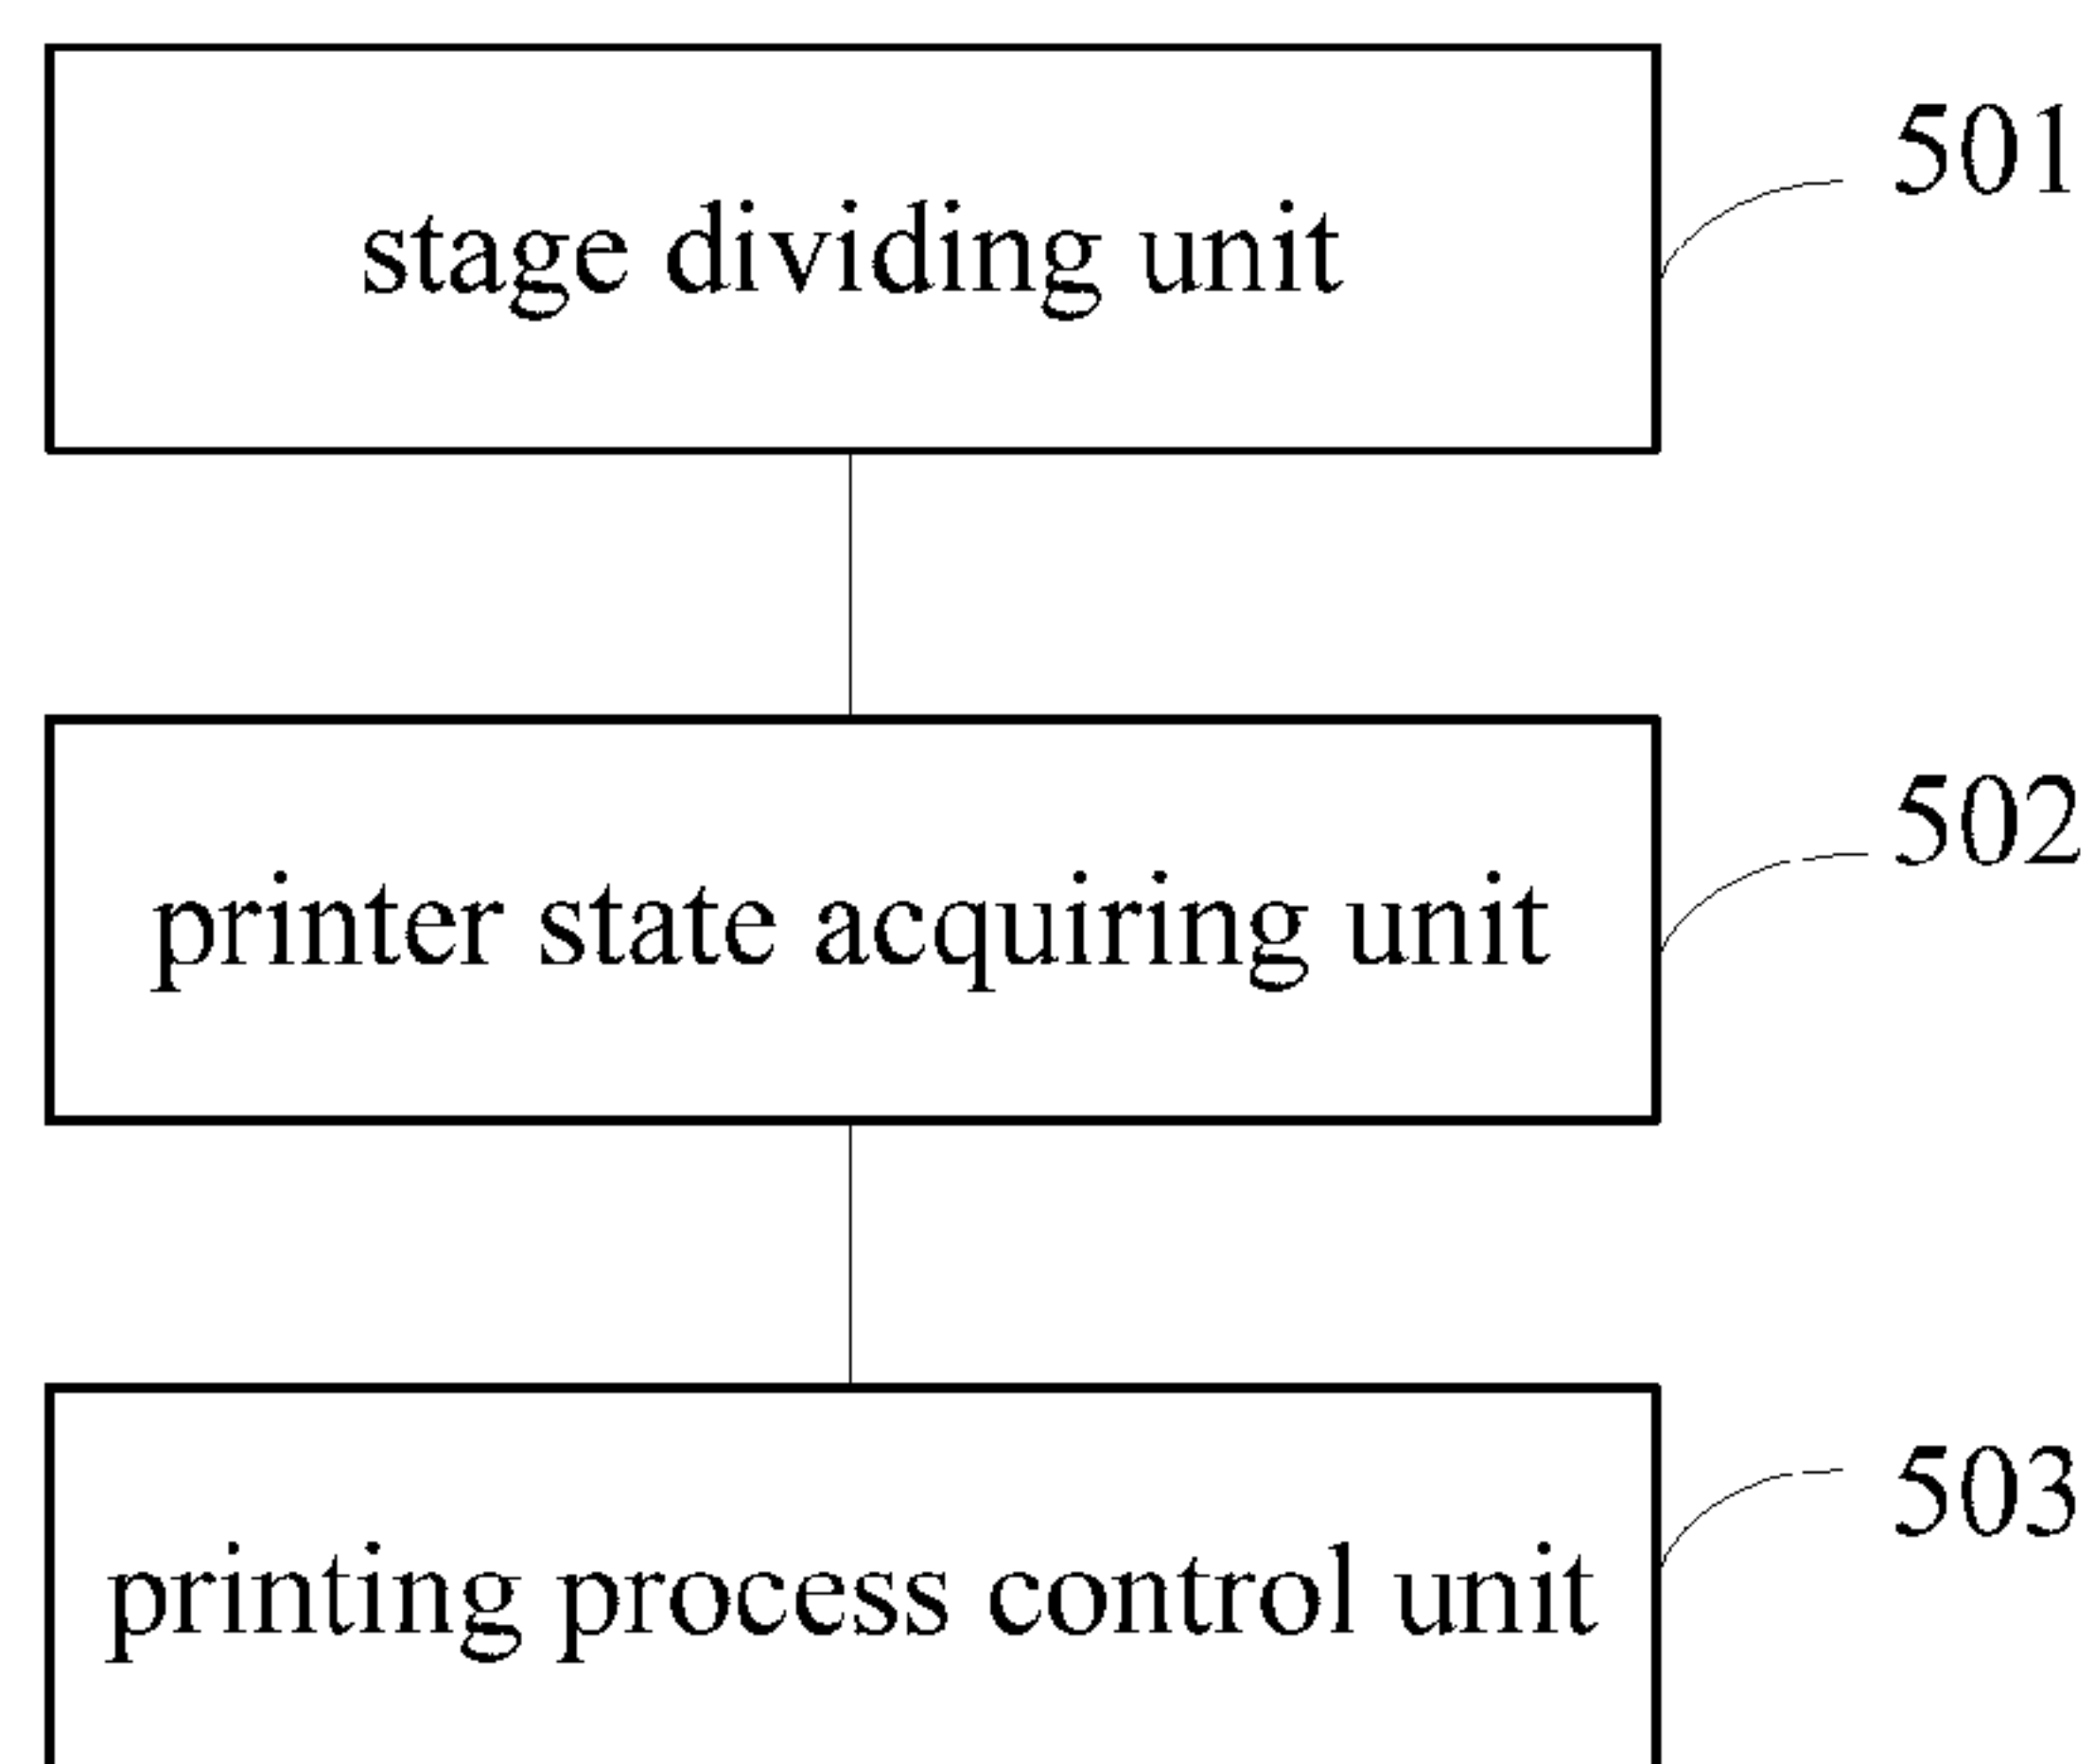 501
stage dividing unit
502
printer state acquiring unit
503
printing process control unit